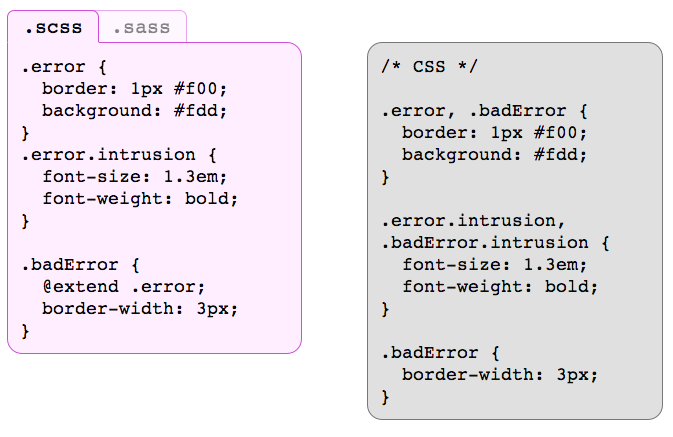 .scss .sass
.error {
  border: 1px #f00;
  background: #fdd;
}
.error.intrusion {
  font-size: 1.3em;
  font-weight: bold;
}

.badError {
  @extend .error;
  border-width: 3px;
}
/* CSS */

.error, .badError {
  border: 1px #f00;
  background: #fdd;
}

.error.intrusion,
.badError.intrusion {
  font-size: 1.3em;
  font-weight: bold;
}

.badError {
  border-width: 3px;
}